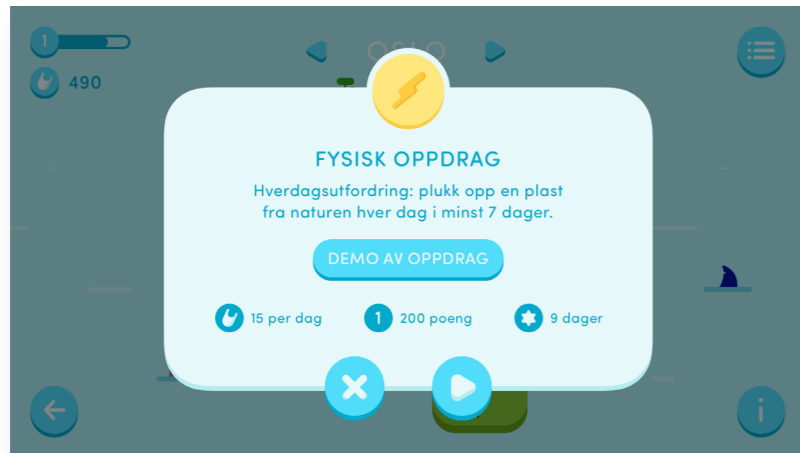 1
OSLO
490
FYSISK OPPDRAG
Hverdagsutfordring: plukk opp en plast
fra naturen hver dag i minst 7 dager.
DEMO AV OPPDRAG
15 per dag
1
200 poeng
9 dager
i